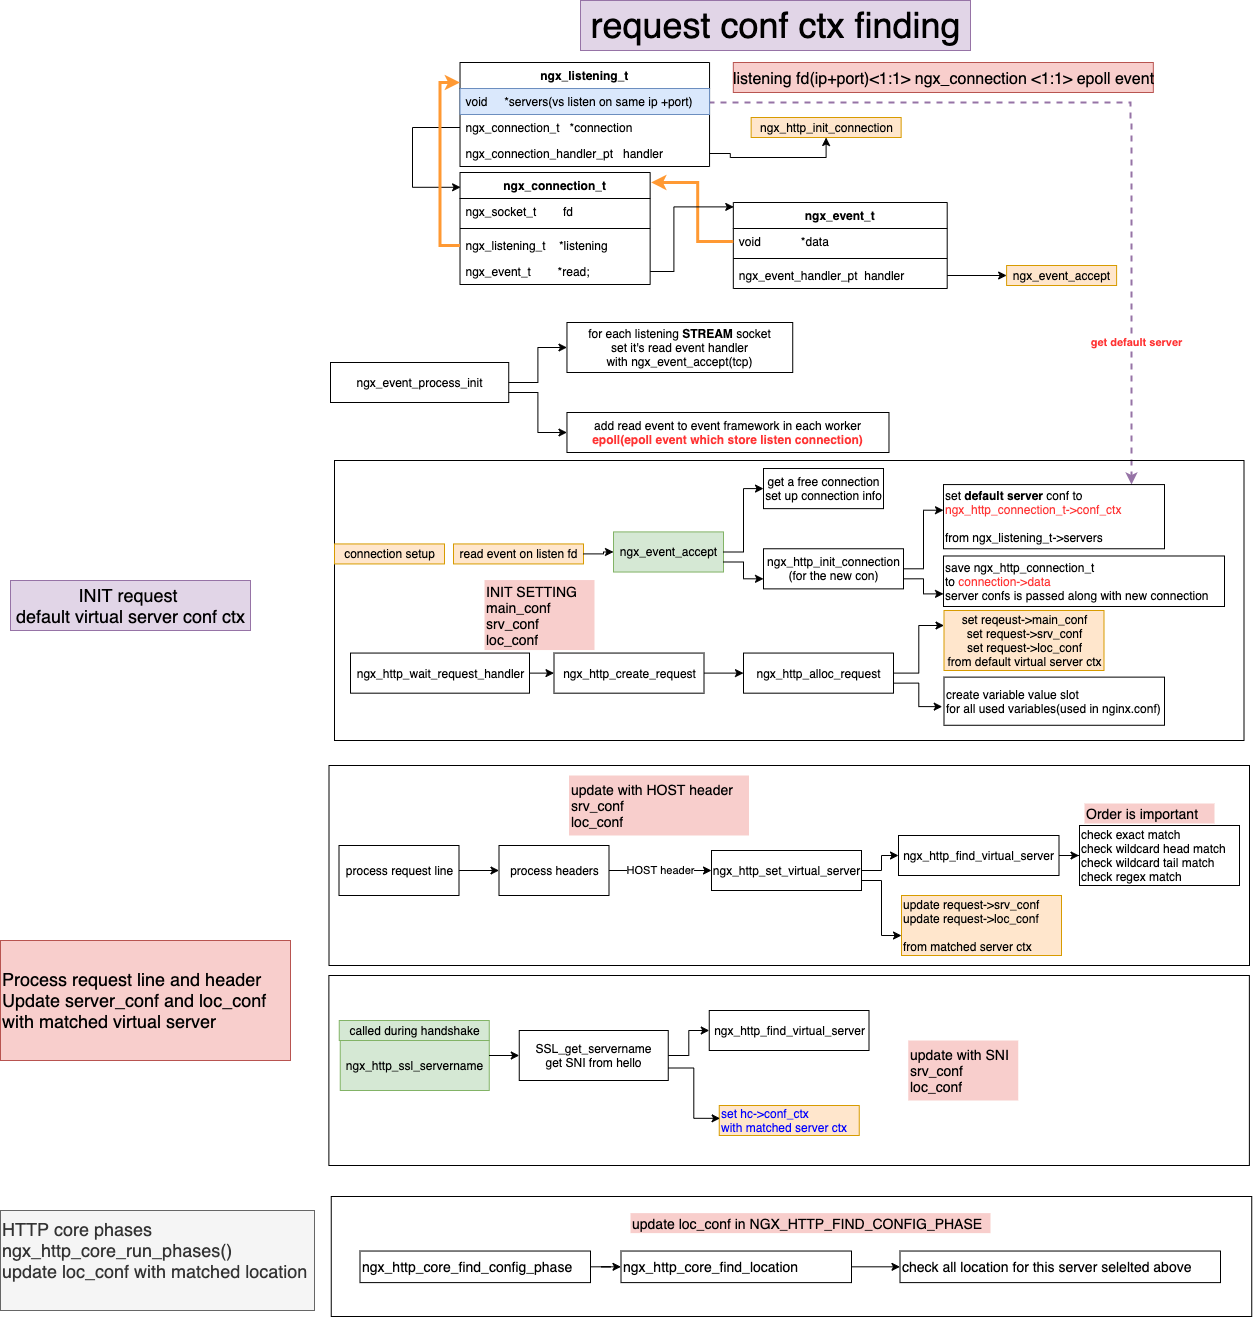 request conf ctx finding
ngx_listening_t
void *servers(vs listen on same ip +port)
ngx_connection_t *connection
ngx_connection_handler_pt handler
listening fd(ip+port)<1:1> ngx_connection <1:1> epoll event
ngx_http_init_connection
ngx_connection_t
ngx_socket_t fd
ngx_listening_t *listening
ngx_event_t *read;
ngx_event_t
void *data
ngx_event_handler_pt handler
ngx_event_accept
get default server
ngx_event_process_init
for each listening STREAM socket
set it's read event handler
with ngx_event_accept(tcp)
add read event to event framework in each worker
epoll(epoll event which store listen connection)
INIT request
default virtual server conf ctx
connection setup
read event on listen fd
ngx_event_accept
get a free connection
set up connection info
ngx_http_init_connection
(for the new con)
set default server conf to
ngx_http_connection_t->conf_ctx
from ngx_listening_t->servers
save ngx_http_connection_t
to connection->data
server confs is passed along with new connection
INIT SETTING
main_conf
srv_conf
loc_conf
ngx_http_wait_request_handler
ngx_http_create_request
ngx_http_alloc_request
set reqeust->main_conf
set request->srv_conf
set request->loc_conf
from default virtual server ctx
create variable value slot
for all used variables(used in nginx.conf)
Process request line and header
Update server_conf and loc_conf
with matched virtual server
update with HOST header
srv_conf
loc_conf
process request line
process headers
HOST header
ngx_http_set_virtual_server
ngx_http_find_virtual_server
Order is important
check exact match
check wildcard head match
check wildcard tail match
check regex match
update request->srv_conf
update request->loc_conf
from matched server ctx
called during handshake
ngx_http_ssl_servername
SSL_get_servername
get SNI from hello
ngx_http_find_virtual_server
set hc->conf_ctx
with matched server ctx
update with SNI
srv_conf
loc_conf
HTTP core phases
ngx_http_core_run_phases()
update loc_conf with matched location
update loc_conf in NGX_HTTP_FIND_CONFIG_PHASE
ngx_http_core_find_config_phase
ngx_http_core_find_location
check all location for this server selelted above